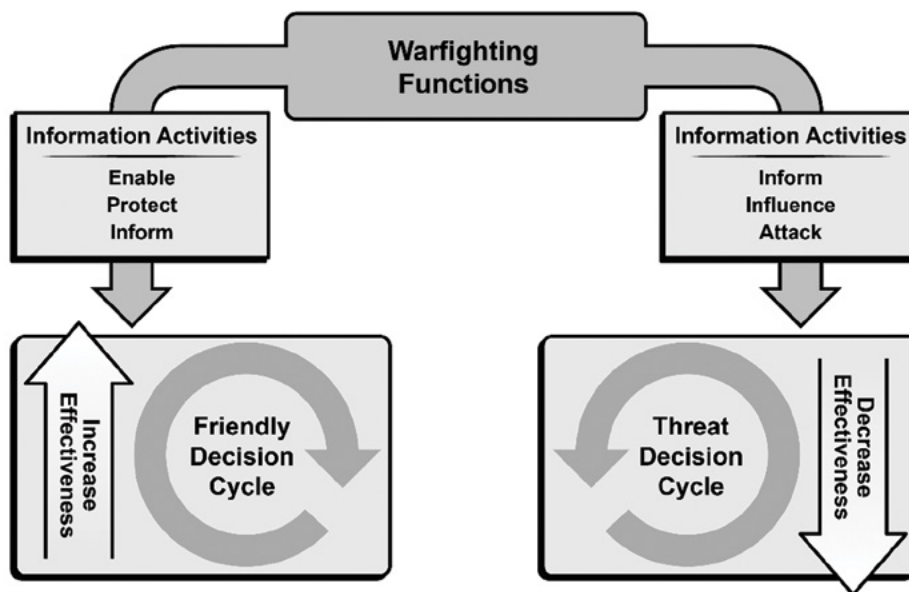 Warfighting
Functions
Information Activities
Enable
Protect
Inform
Information Activities
Inform
Influence
Attack
Increase
Effectiveness
Friendly
Decision
Cycle
Threat
Decision
Cycle
Decrease
Effectiveness